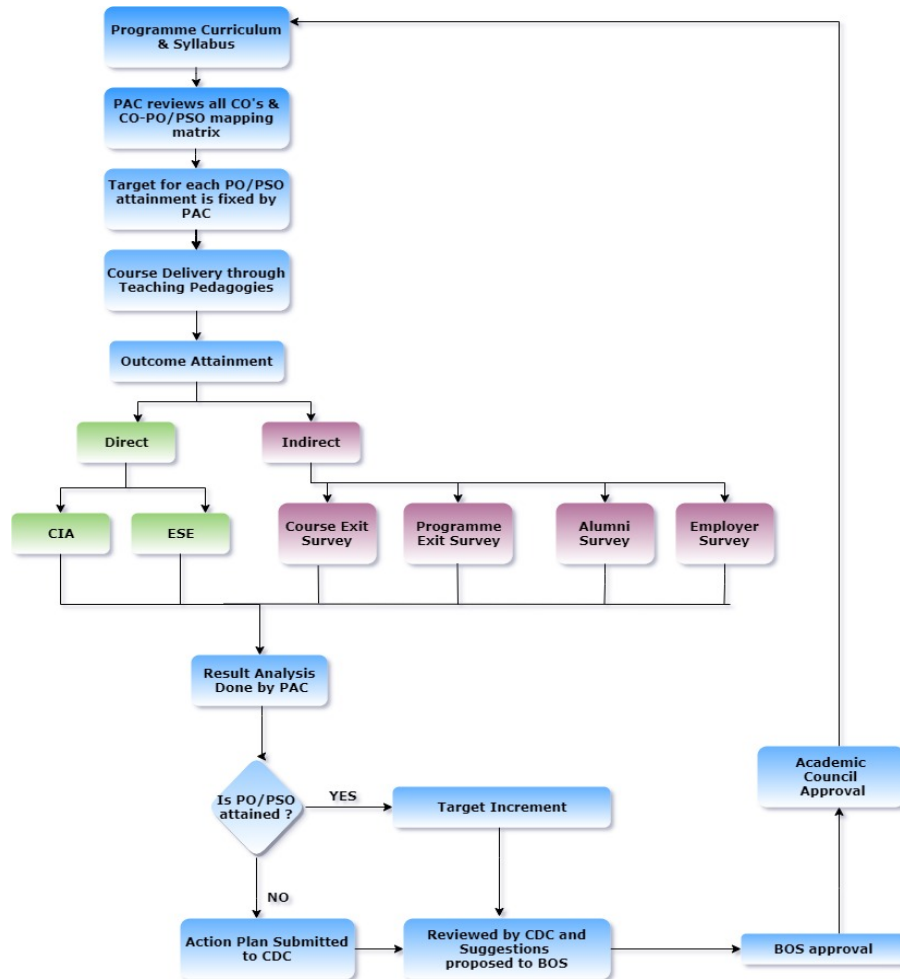 Programme Curriculum
& Syllabus
PAC reviews all CO's &
CO-PO/PSO mapping
matrix
Target for each PO/PSO
attainment is fixed by
PAC
Course Delivery through
Teaching Pedagogies
Outcome Attainment
Direct
Indirect
CIA
ESE
Course Exit
Survey
Programme
Exit Survey
Alumni
Survey
Employer
Survey
Result Analysis
Done by PAC
Is PO/PSO
attained ?
YES
Target Increment
Academic
Council
Approval
NO
Action Plan Submitted
to CDC
Reviewed by CDC and
Suggestions
proposed to BOS
BOS approval